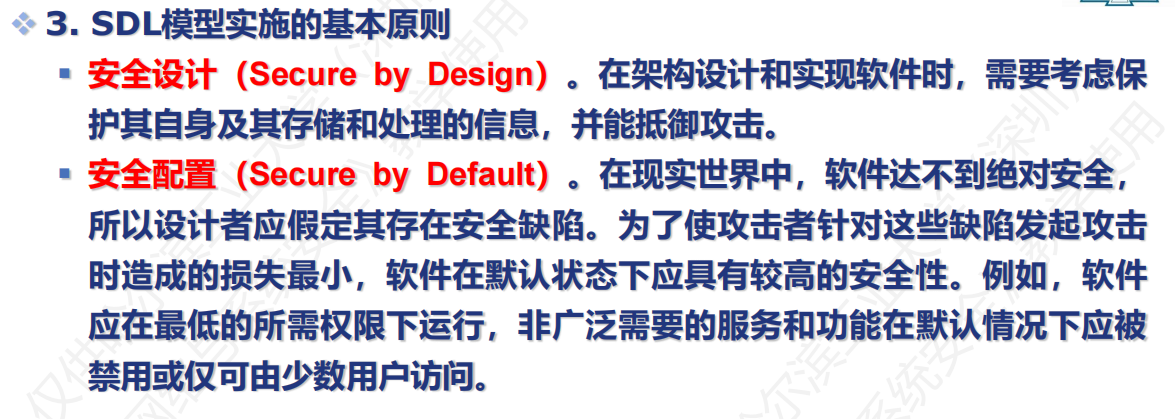 3. SDL模型实施的基本原则
安全设计（Secure by Design）。在架构设计和实现软件时，需要考虑保
护其自身及其存储和处理的信息，并能抵御攻击。
安全配置（Secure by Default）。在现实世界中，软件达不到绝对安全，
所以设计者应假定其存在安全缺陷。为了使攻击者针对这些缺陷发起攻击
时造成的损失最小，软件在默认状态下应具有较高的安全性。例如，软件
应在最低的所需权限下运行，非广泛需要的服务和功能在默认情况下应被
禁用或仅可由少数用户访问。